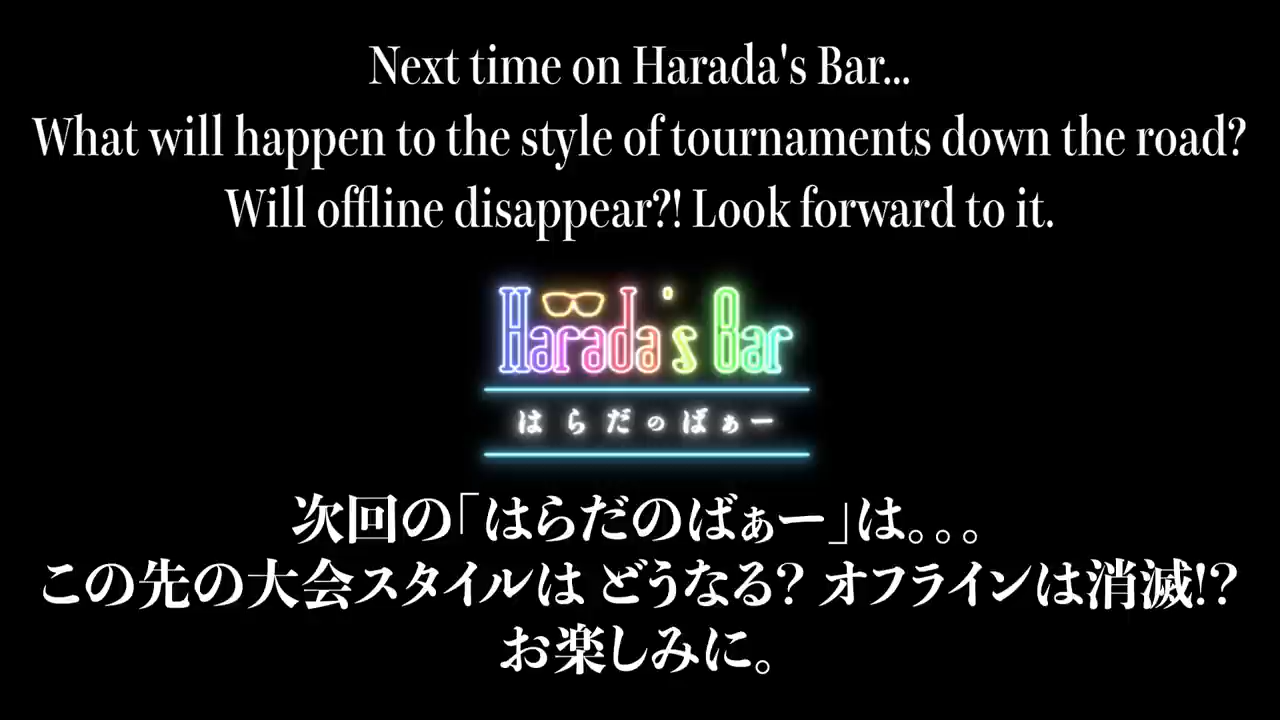 Next time on Harada's Bar...
What will happen to the style of tournaments down the road?
Will offline disappear?! Look forward to it.
Harada's Bar
はらだのばぁー
次回の「はらだのばぁー」は。。。
この先の大会スタイルは どうなる? オフラインは消滅!?
お楽しみに。